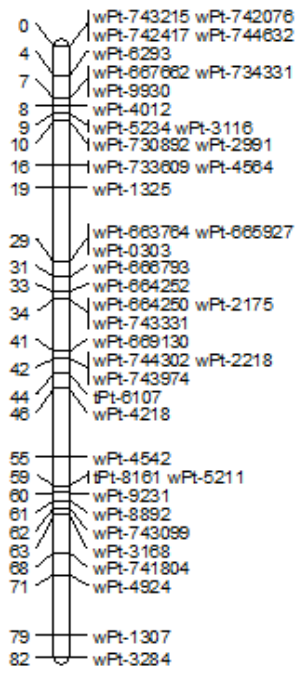 0 wPt-743215 wPt-742076
wPt-742417 wPt-744632
4 wPt-6293
7 wPt-667662 wPt-734331
wPt-9930
8 wPt-4012
9 wPt-5234 wPt-3116
10 wPt-730892 wPt-2991
16 wPt-733609 wPt-4564
19 wPt-1325
29 wPt-663764 wPt-665927
wPt-0303
31 wPt-666793
33 wPt-664252
34 wPt-664250 wPt-2175
wPt-743331
41 wPt-669130
42 wPt-744302 wPt-2218
wPt-743974
44 tPt-6107
46 wPt-4218
55 wPt-4542
59 tPt-8161 wPt-5211
60 wPt-9231
61 wPt-8892
62 wPt-743099
63 wPt-3168
68 wPt-741804
71 wPt-4924
79 wPt-1307
82 wPt-3284